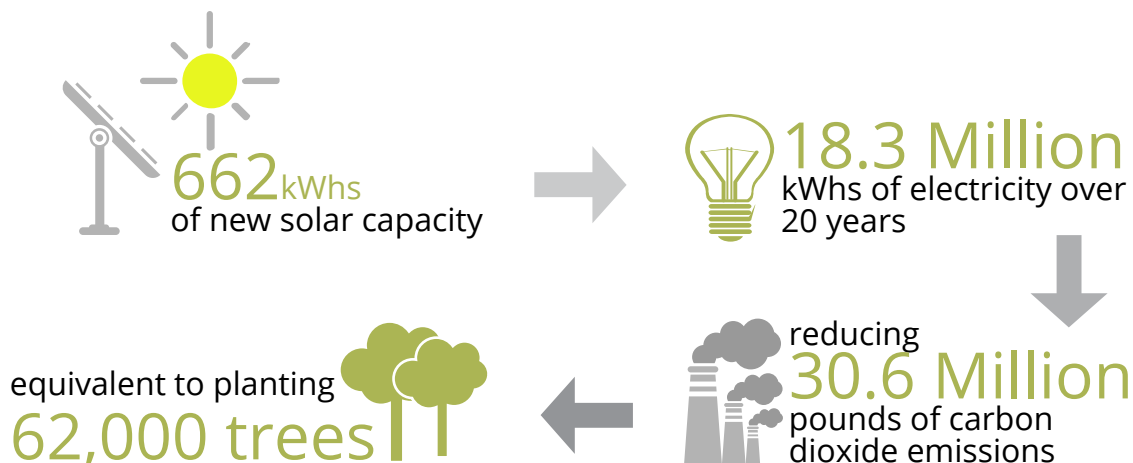 662kWhs
of new solar capacity
18.3 Million
kWhs of electricity over
20 years
reducing
30.6 Million
pounds of carbon
dioxide emissions
equivalent to planting
62,000 trees